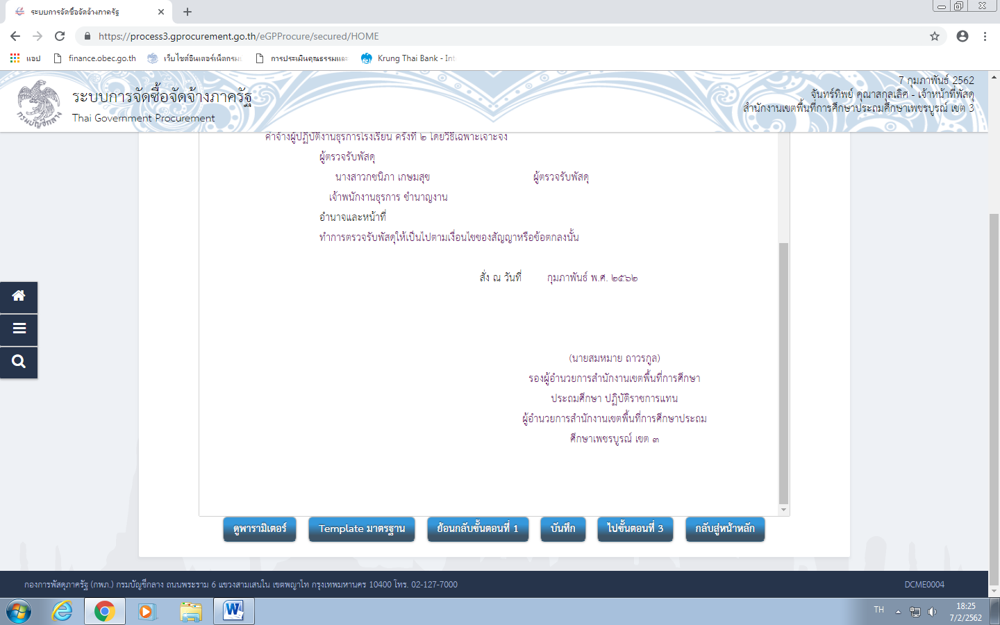 ระบบการจัดซื้อจัดจ้างภาครัฐ
https://process3.gprocurement.go.th/eGPProcure/secured/HOME
แอป
finance.obec.go.th
เว็บไซต์อินเตอร์เน็ตกรม
การประเมินคุณธรรมและ
Krung Thai Bank - Int
ระบบการจัดซื้อจัดจ้างภาครัฐ
Thai Government Procurement
กรมบัญชีกลาง
7 กุมภาพันธ์ 2562
จันทร์ทิพย์ คุณาสกุลเลิศ - เจ้าหน้าที่พัสดุ
สำนักงานเขตพื้นที่การศึกษาประถมศึกษาเพชรบูรณ์ เขต 3
ค่าจ้างผู้ปฏิบัติงานธุรการโรงเรียน ครั้งที่ ๒ โดยวิธีเฉพาะเจาะจง
ผู้ตรวจรับพัสดุ
นางสาวกชนิภา เกษมสุข ผู้ตรวจรับพัสดุ
เจ้าพนักงานธุรการ ชำนาญงาน
อำนาจและหน้าที่
ทำการตรวจรับพัสดุให้เป็นไปตามเงื่อนไขของสัญญาหรือข้อตกลงนั้น
สั่ง ณ วันที่ กุมภาพันธ์ พ.ศ. ๒๕๖๒
(นายสมหมาย ถาวรกูล)
รองผู้อำนวยการสำนักงานเขตพื้นที่การศึกษา
ประถมศึกษา ปฏิบัติราชการแทน
ผู้อำนวยการสำนักงานเขตพื้นที่การศึกษาประถม
ศึกษาเพชรบูรณ์ เขต ๓
ดูพารามิเตอร์
Template มาตรฐาน
ย้อนกลับขั้นตอนที่ 1
บันทึก
ไปขั้นตอนที่ 3
กลับสู่หน้าหลัก
กองการพัสดุภาครัฐ (กพภ.) กรมบัญชีกลาง ถนนพระราม 6 แขวงสามเสนใน เขตพญาไท กรุงเทพมหานคร 10400 โทร. 02-127-7000
DCME0004
TH
18:25
7/2/2562